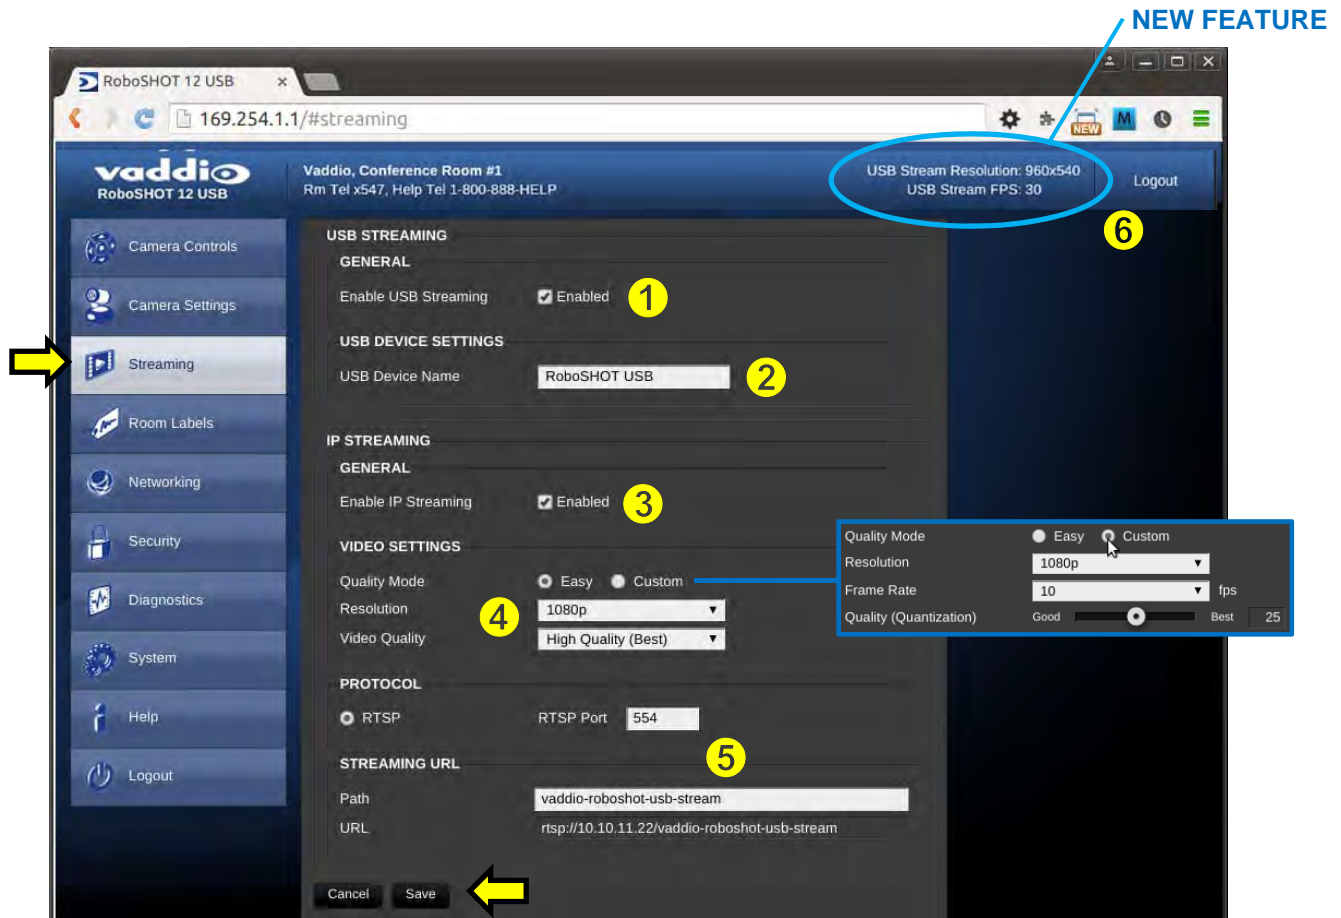 NEW FEATURE
RoboSHOT 12 USB ×
169.254.1.1/#streaming
NEW
M
vaddio
RoboSHOT 12 USB
Vaddio, Conference Room #1
Rm Tel x547, Help Tel 1-800-888-HELP
USB Stream Resolution: 960x540
USB Stream FPS: 30
Logout
6
Camera Controls
Camera Settings
Streaming
Room Labels
Networking
Security
Diagnostics
System
Help
Logout
USB STREAMING
GENERAL
Enable USB Streaming Enabled 1
USB DEVICE SETTINGS
USB Device Name RoboSHOT USB 2
IP STREAMING
GENERAL
Enable IP Streaming Enabled 3
VIDEO SETTINGS
Quality Mode Easy Custom
Resolution 4 1080p
Video Quality High Quality (Best)
Quality Mode Easy Custom
Resolution 1080p
Frame Rate 10 fps
Quality (Quantization) Good Best 25
PROTOCOL
RTSP RTSP Port 554
5
STREAMING URL
Path vaddio-roboshot-usb-stream
URL rtsp://10.10.11.22/vaddio-roboshot-usb-stream
Cancel Save